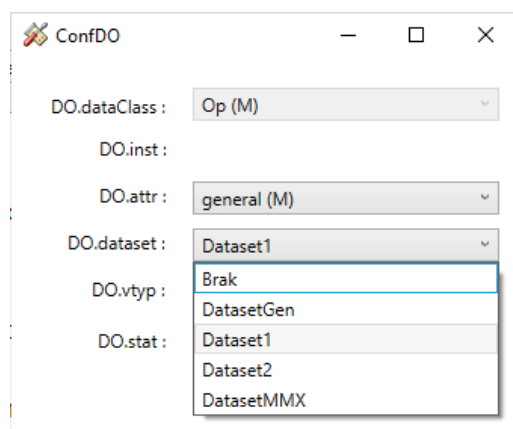 ConfDO
DO.dataClass : Op (M)
DO.inst :
DO.attr : general (M)
DO.dataset : Dataset1
Brak
DO.vtyp :
DatasetGen
DO.stat : Dataset1
Dataset2
DatasetMMX